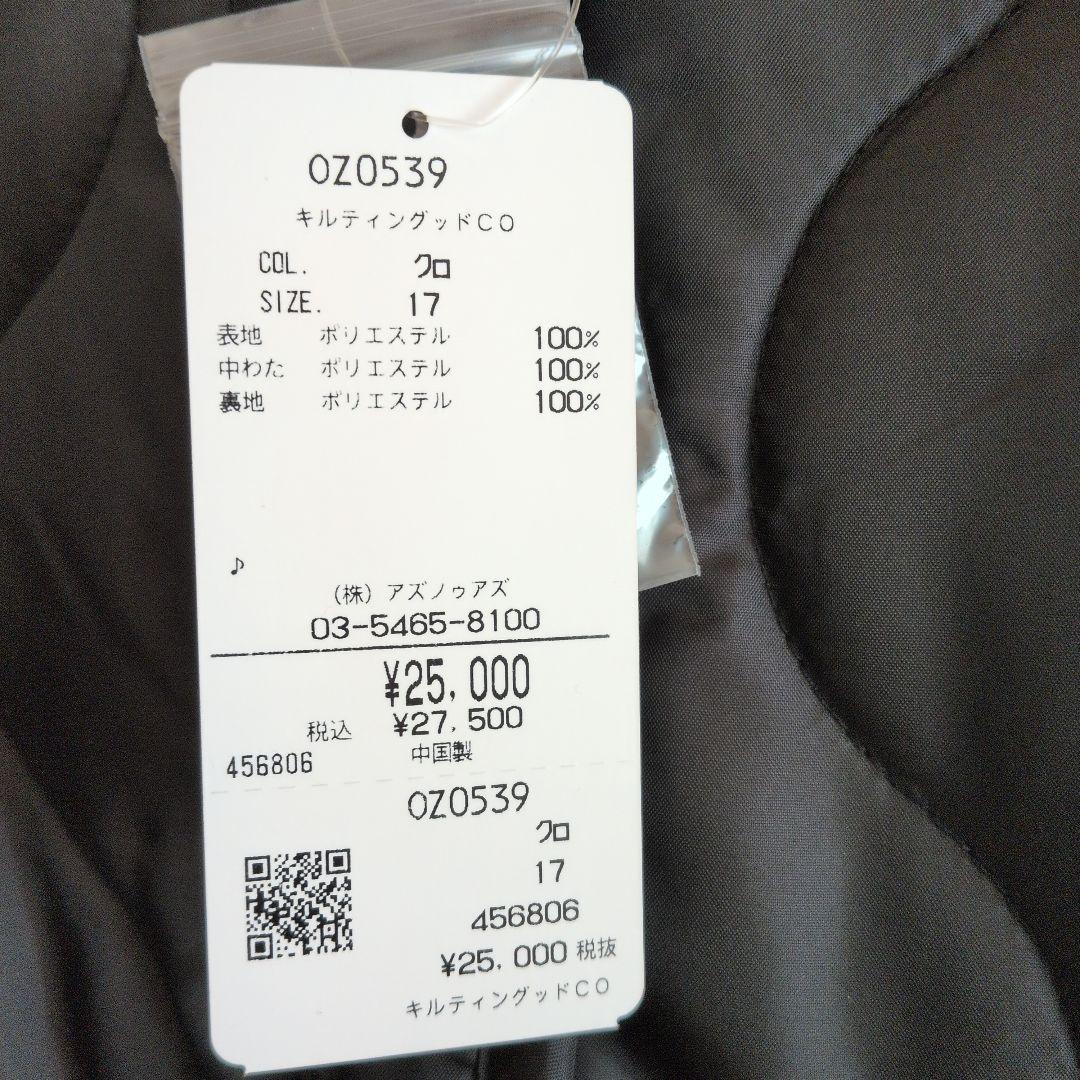 OZ0539
キルティングッドCO
COL. クロ
SIZE. 17
表地 ポリエステル 100%
中わた ポリエステル 100%
裏地 ポリエステル 100%
♪
(株) アズノゥアズ
03-5465-8100
¥25,000
税込 ¥27,500
456806 中国製
OZ0539
クロ
17
456806
¥25,000 税抜
キルティングッドCO